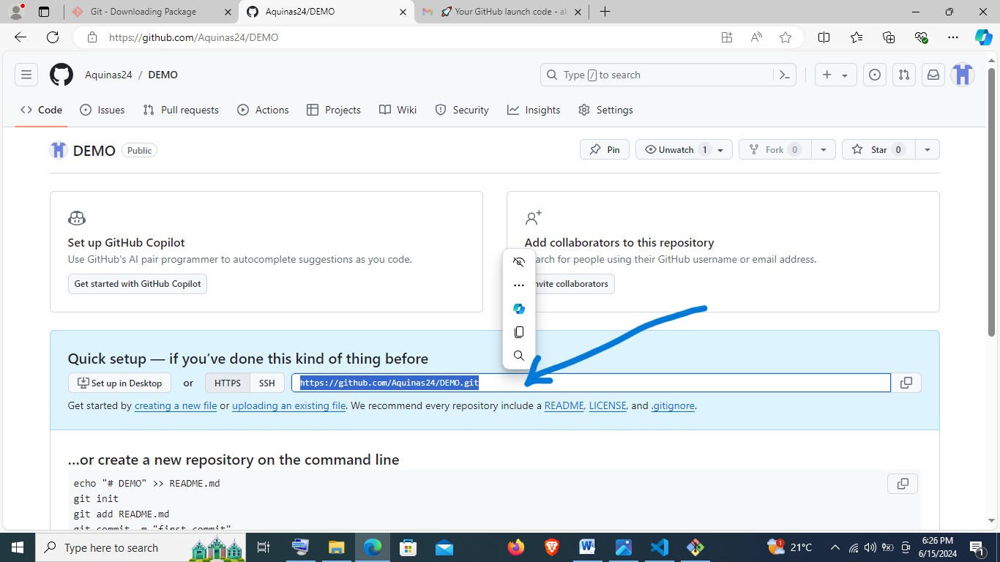 Git - Downloading Package
Aquinas24/DEMO
Your GitHub launch code - ak
https://github.com/Aquinas24/DEMO
Aquinas24 / DEMO
Type / to search
Code
Issues
Pull requests
Actions
Projects
Wiki
Security
Insights
Settings
DEMO Public
Pin
Unwatch 1
Fork 0
Star 0
Set up GitHub Copilot
Use GitHub's AI pair programmer to autocomplete suggestions as you code.
Get started with GitHub Copilot
Add collaborators to this repository
arch for people using their GitHub username or email address.
nvite collaborators
Quick setup — if you’ve done this kind of thing before
Set up in Desktop or HTTPS SSH https://github.com/Aquinas24/DEMO.git
Get started by creating a new file or uploading an existing file. We recommend every repository include a README, LICENSE, and .gitignore.
…or create a new repository on the command line
echo "# DEMO" >> README.md
git init
git add README.md
git commit -m "first commit"
Type here to search
1
21°C
6:26 PM
6/15/2024
1